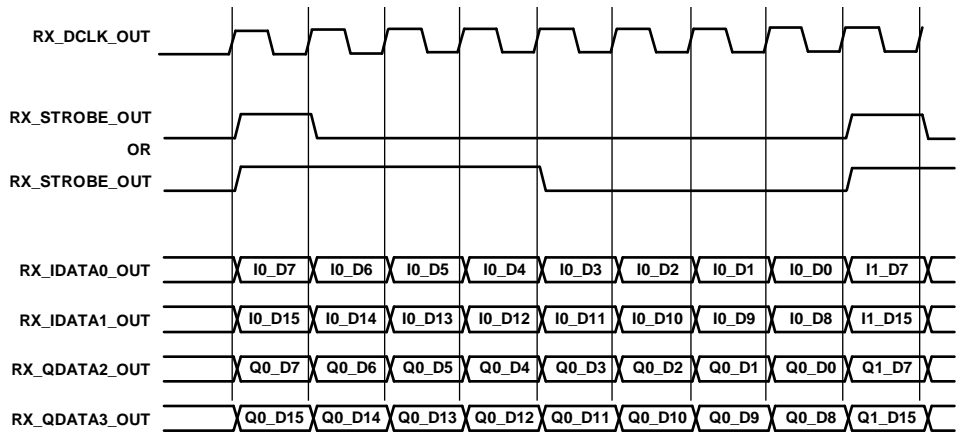 RX_DCLK_OUT
RX_STROBE_OUT
OR
RX_STROBE_OUT
RX_IDATA0_OUT I0_D7 I0_D6 I0_D5 I0_D4 I0_D3 I0_D2 I0_D1 I0_D0 I1_D7
RX_IDATA1_OUT I0_D15 I0_D14 I0_D13 I0_D12 I0_D11 I0_D10 I0_D9 I0_D8 I1_D15
RX_QDATA2_OUT Q0_D7 Q0_D6 Q0_D5 Q0_D4 Q0_D3 Q0_D2 Q0_D1 Q0_D0 Q1_D7
RX_QDATA3_OUT Q0_D15 Q0_D14 Q0_D13 Q0_D12 Q0_D11 Q0_D10 Q0_D9 Q0_D8 Q1_D15